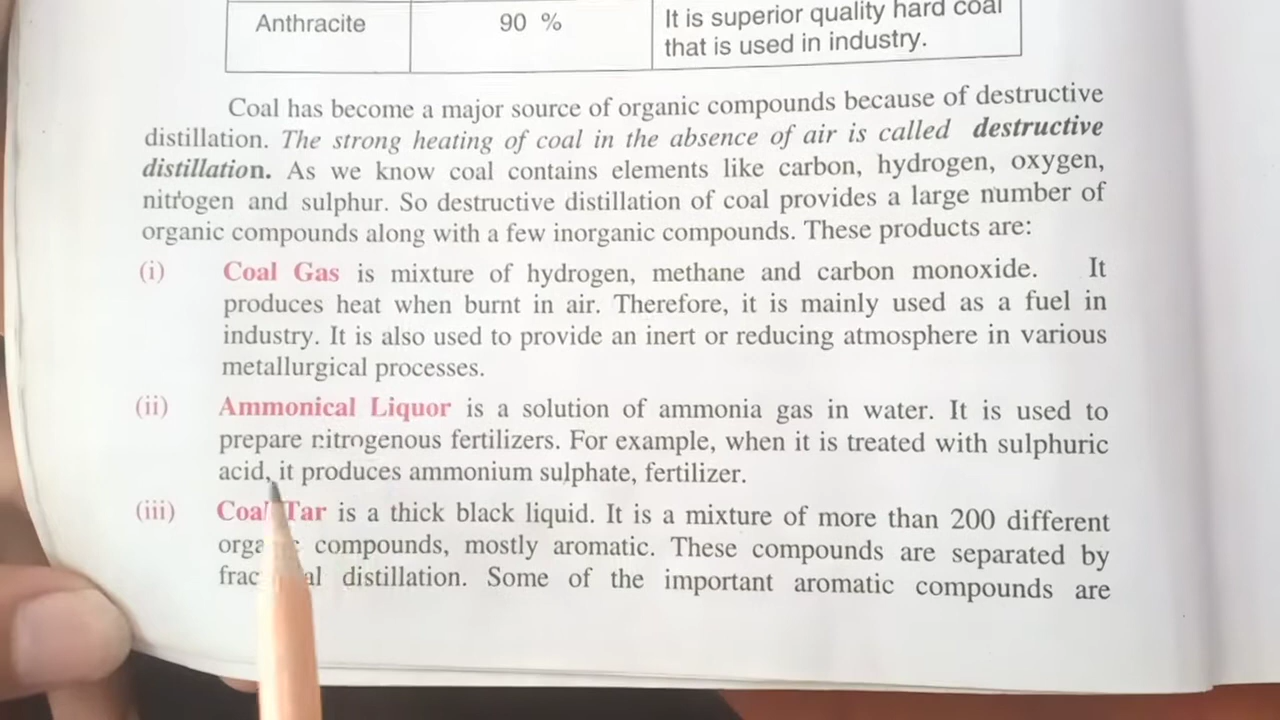 Anthracite 90 % It is superior quality hard coal
that is used in industry.
Coal has become a major source of organic compounds because of destructive
distillation. The strong heating of coal in the absence of air is called destructive
distillation. As we know coal contains elements like carbon, hydrogen, oxygen,
nitrogen and sulphur. So destructive distillation of coal provides a large number of
organic compounds along with a few inorganic compounds. These products are:
(i) Coal Gas is mixture of hydrogen, methane and carbon monoxide. It
produces heat when burnt in air. Therefore, it is mainly used as a fuel in
industry. It is also used to provide an inert or reducing atmosphere in various
metallurgical processes.
(ii) Ammonical Liquor is a solution of ammonia gas in water. It is used to
prepare nitrogenous fertilizers. For example, when it is treated with sulphuric
acid, it produces ammonium sulphate, fertilizer.
(iii) Coal Tar is a thick black liquid. It is a mixture of more than 200 different
compounds, mostly aromatic. These compounds are separated by
distillation. Some of the important aromatic compounds are